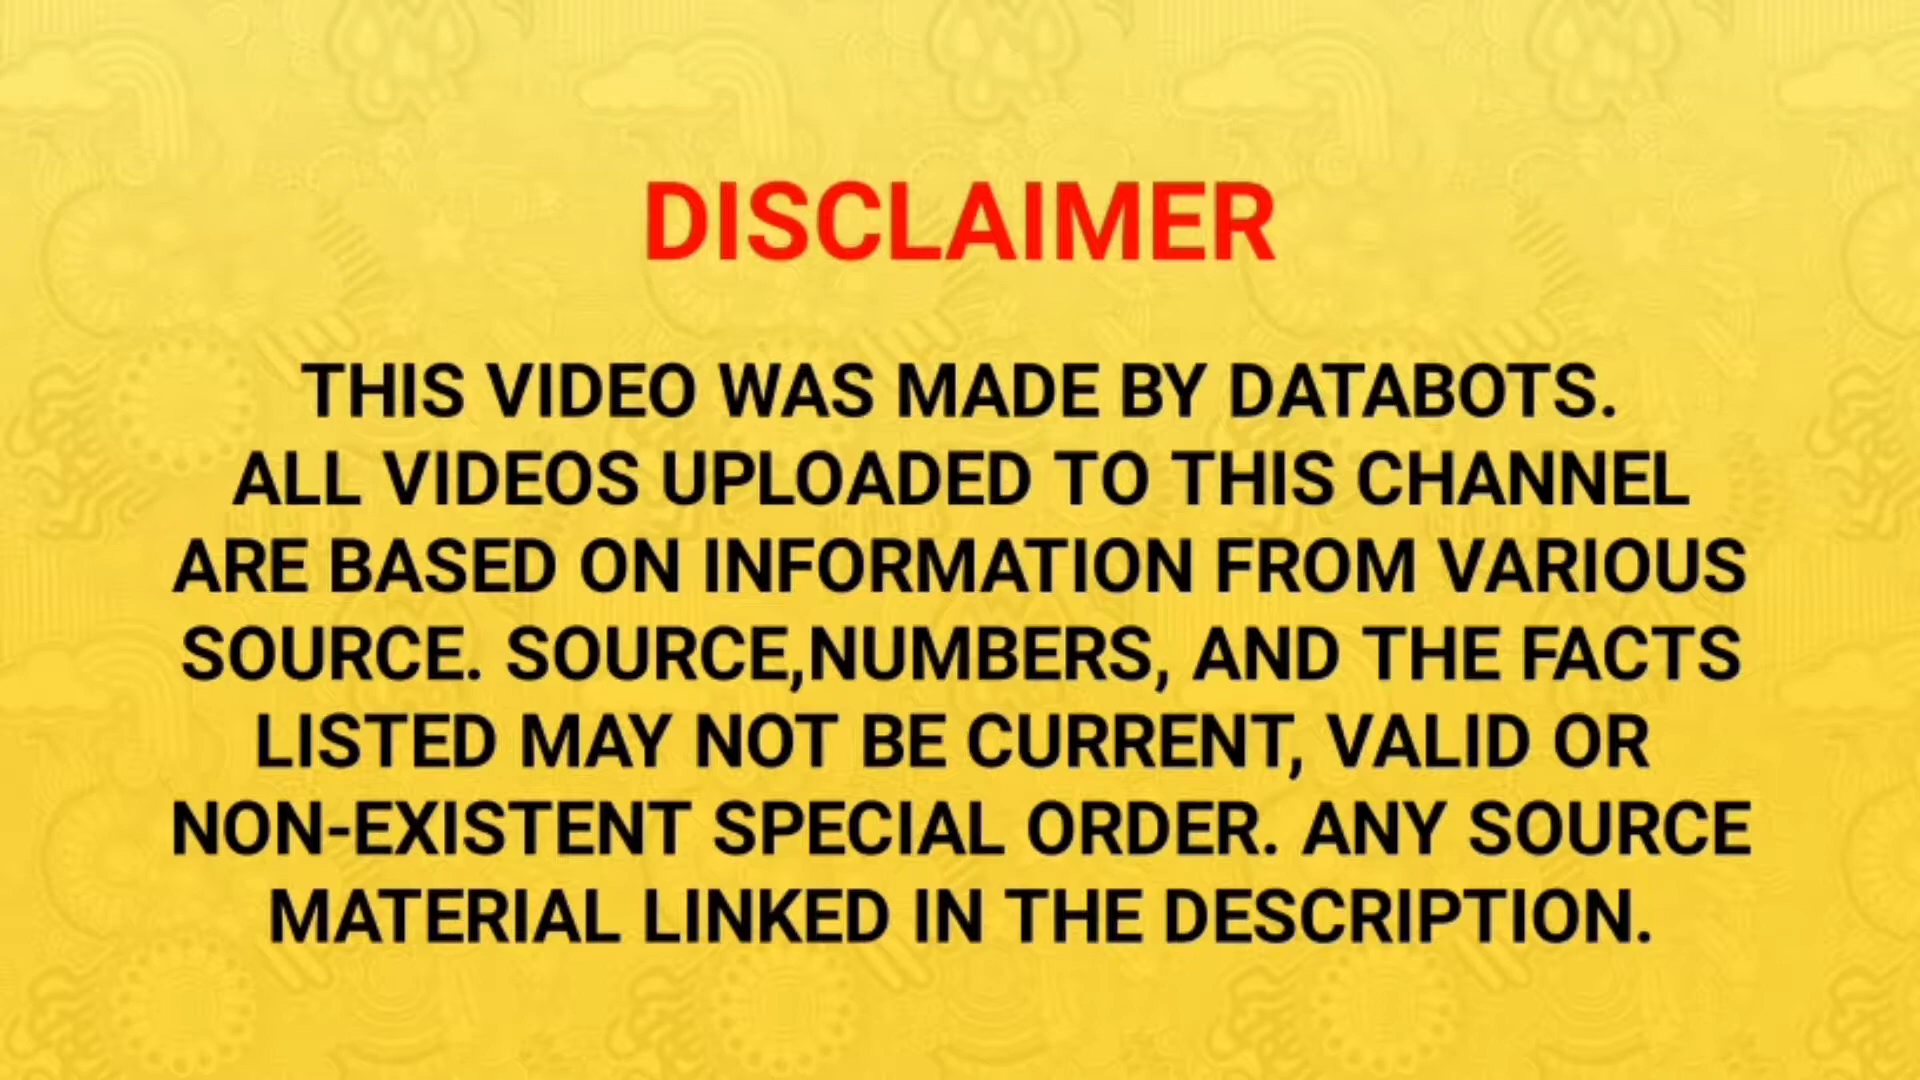 DISCLAIMER
THIS VIDEO WAS MADE BY DATABOTS.
ALL VIDEOS UPLOADED TO THIS CHANNEL
ARE BASED ON INFORMATION FROM VARIOUS
SOURCE. SOURCE,NUMBERS, AND THE FACTS
LISTED MAY NOT BE CURRENT, VALID OR
NON-EXISTENT SPECIAL ORDER. ANY SOURCE
MATERIAL LINKED IN THE DESCRIPTION.